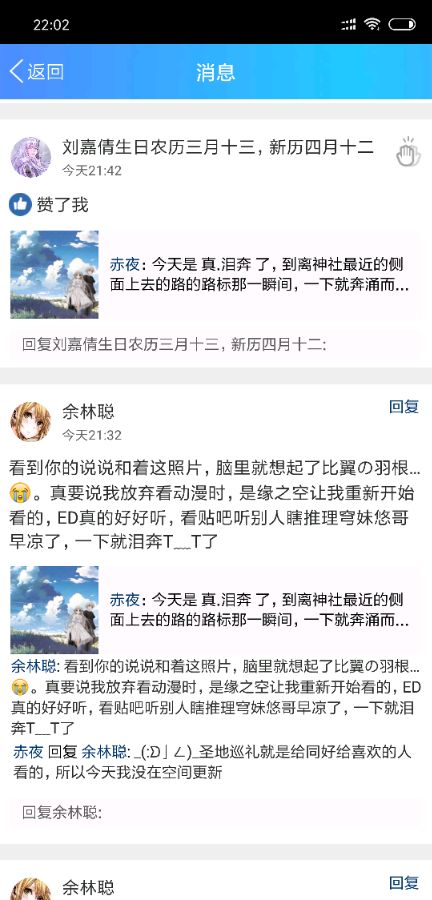 22:02
返回
消息
刘嘉倩生日农历三月十三，新历四月十二
今天21:42
赞了我
赤夜：今天是 真.泪奔 了，到离神社最近的侧
面上去的路的路标那一瞬间，一下就奔涌而...
回复刘嘉倩生日农历三月十三，新历四月十二:
余林聪
回复
今天21:32
看到你的说说和着这照片，脑里就想起了比翼の羽根...
😭。真要说我放弃看动漫时，是缘之空让我重新开始
看的，ED真的好好听，看贴吧听别人瞎推理穹妹悠哥
早凉了，一下就泪奔T__T了
赤夜：今天是 真.泪奔 了，到离神社最近的侧
面上去的路的路标那一瞬间，一下就奔涌而...
余林聪: 看到你的说说和着这照片，脑里就想起了比翼の羽根...
😭。真要说我放弃看动漫时，是缘之空让我重新开始看的，ED
真的好好听，看贴吧听别人瞎推理穹妹悠哥早凉了，一下就泪
奔T__T了
赤夜 回复 余林聪: _(:D」∠)_圣地巡礼就是给同好给喜欢的人
看的，所以今天我没在空间更新
回复余林聪:
余林聪
回复